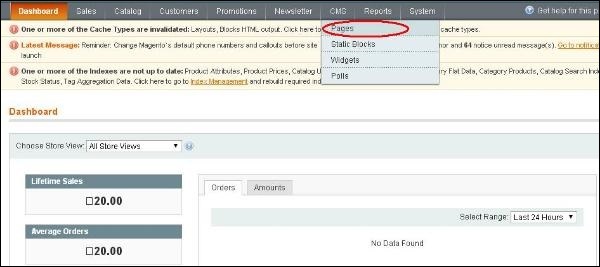 Dashboard Sales Catalog Customers Promotions Newsletter CMS Reports System Get help for this p
Pages
Static Blocks
Widgets
Polls
One or more of the Cache Types are invalidated: Layouts, Blocks HTML output. Click here to cache types.
Latest Message: Reminder: Change Magento's default phone numbers and callouts before site nor and 64 notice unread message(s). Go to notifica
launch
One or more of the Indexes are not up to date: Product Attributes, Product Prices, Catalog U ry Flat Data, Category Products, Catalog Search Inde
Stock Status, Tag Aggregation Data. Click here to go to Index Management and rebuild required ind
Dashboard
Choose Store View: All Store Views
Lifetime Sales
□20.00
Average Orders
□20.00
Orders Amounts
Select Range: Last 24 Hours
No Data Found